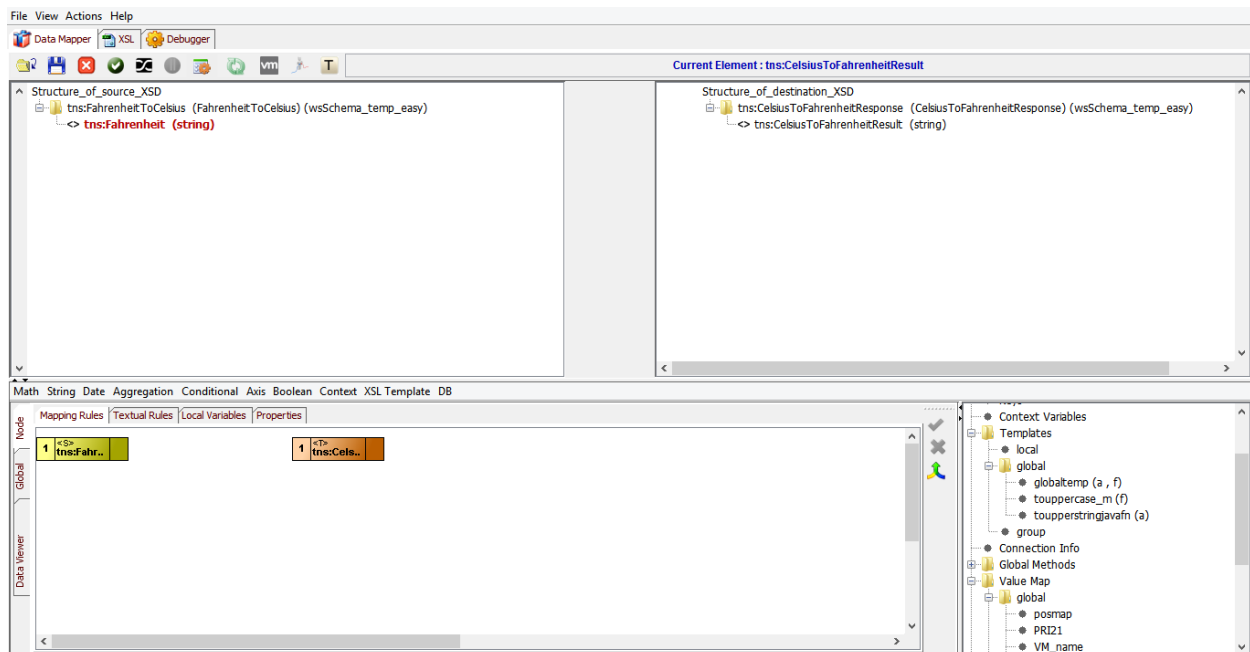 File View Actions Help
Data Mapper XSL Debugger
vm T Current Element : tns:CelsiusToFahrenheitResult
Structure_of_source_XSD
tns:FahrenheitToCelsius (FahrenheitToCelsius) (wsSchema_temp_easy)
<> tns:Fahrenheit (string)
Structure_of_destination_XSD
tns:CelsiusToFahrenheitResponse (CelsiusToFahrenheitResponse) (wsSchema_temp_easy)
<> tns:CelsiusToFahrenheitResult (string)
Math String Date Aggregation Conditional Axis Boolean Context XSL Template DB
Node
Global
Data Viewer
Mapping Rules Textual Rules Local Variables Properties
1 <S> tns:Fahr..
1 <T> tns:Cels..
Context Variables
Templates
local
global
globaltemp (a , f)
touppercase_m (f)
toupperstringjavafn (a)
group
Connection Info
Global Methods
Value Map
global
posmap
PRI21
VM_name